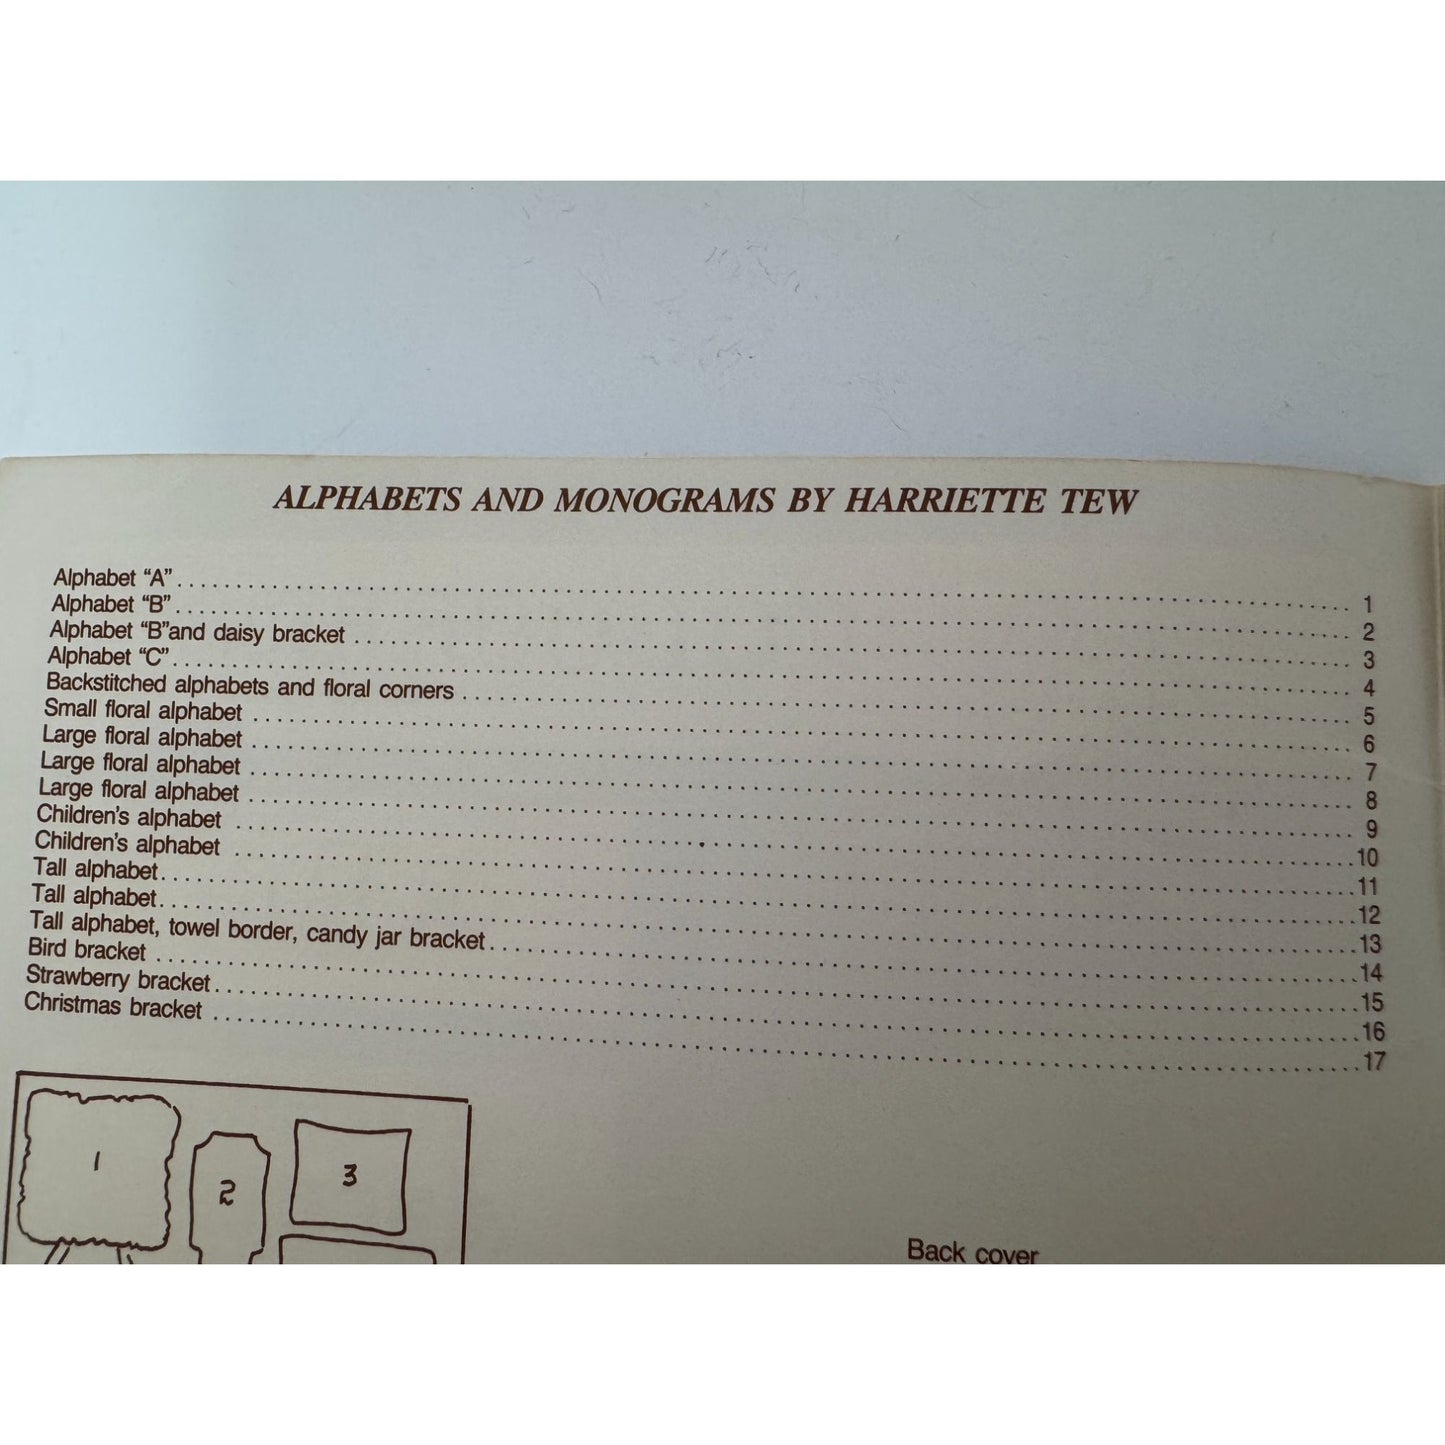 ALPHABETS AND MONOGRAMS BY HARRIETTE TEW
Alphabet “A” 1
Alphabet “B” 2
Alphabet “B”and daisy bracket 3
Alphabet “C” 4
Backstitched alphabets and floral corners 5
Small floral alphabet 6
Large floral alphabet 7
Large floral alphabet 8
Large floral alphabet 9
Children's alphabet 10
Children's alphabet 11
Tall alphabet 12
Tall alphabet 13
Tall alphabet, towel border, candy jar bracket 14
Bird bracket 15
Strawberry bracket 16
Christmas bracket 17
1
2
3
Back cover